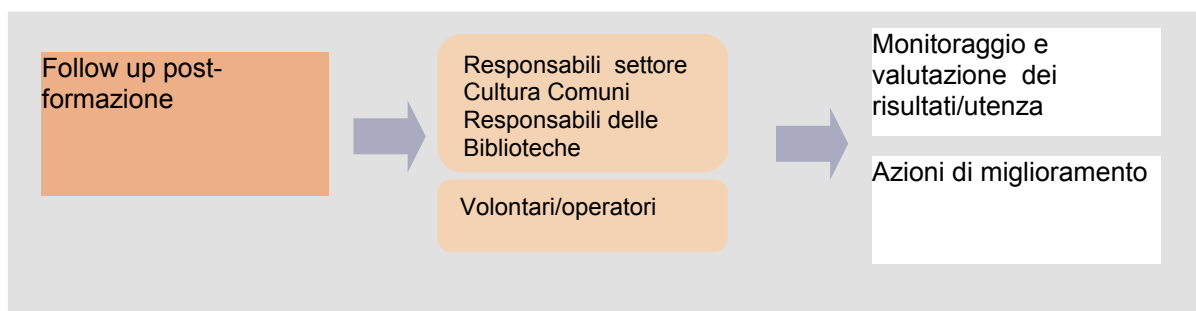 Follow up post-
formazione
Responsabili settore
Cultura Comuni
Responsabili delle
Biblioteche
Volontari/operatori
Monitoraggio e
valutazione dei
risultati/utenza
Azioni di miglioramento